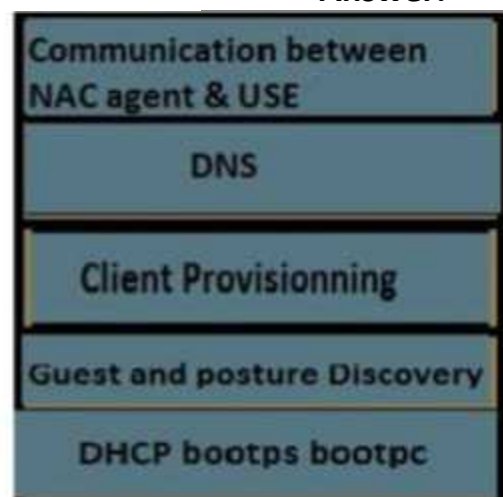 Communication between
NAC agent & USE
DNS
Client Provisionning
Guest and posture Discovery
DHCP bootps bootpc